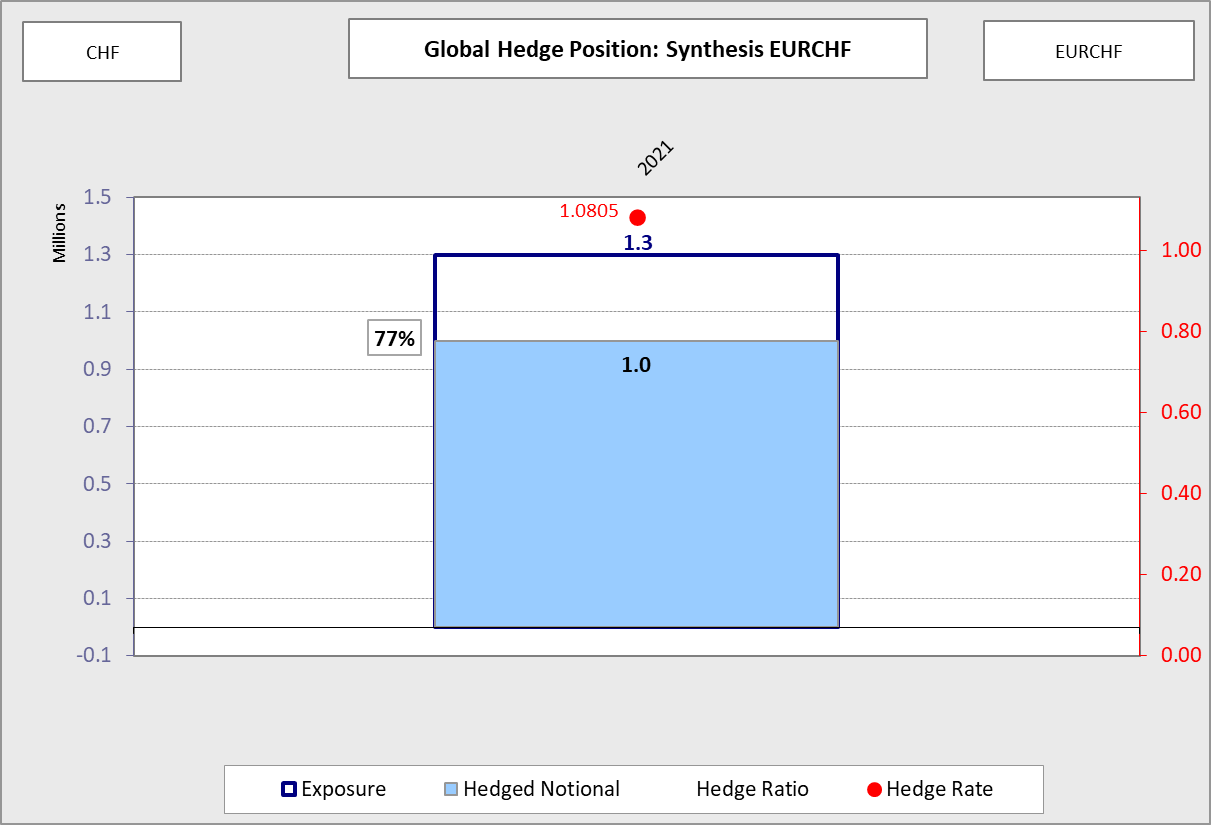 CHF
Global Hedge Position: Synthesis EURCHF
EURCHF
2021
Millions
1.5
1.3
1.1
0.9
0.7
0.5
0.3
0.1
-0.1
1.0805
1.3
77%
1.0
1.00
0.80
0.60
0.40
0.20
0.00
Exposure
Hedged Notional
Hedge Ratio
Hedge Rate